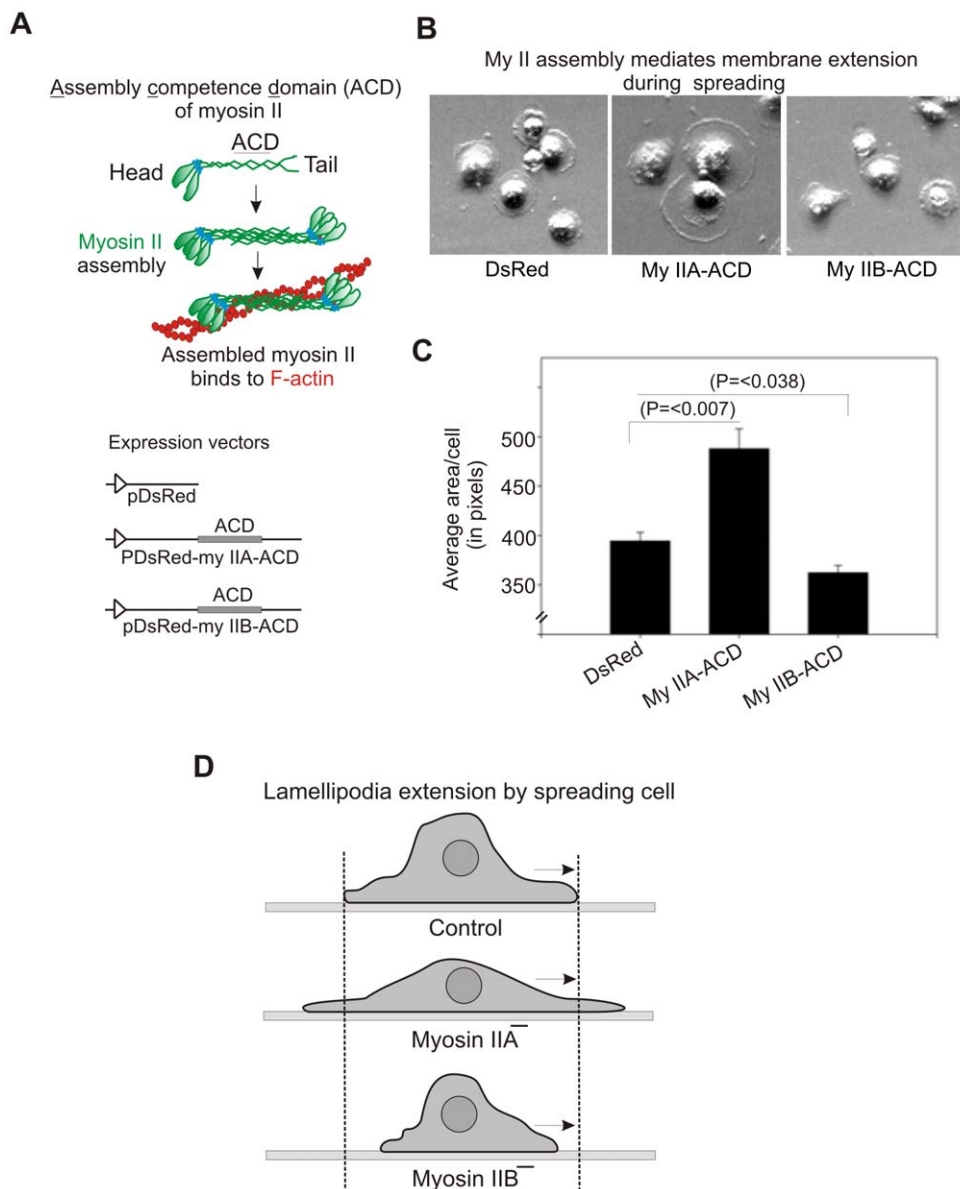 A
Assembly competence domain (ACD)
of myosin II
ACD
Head
Tail
Myosin II
assembly
Assembled myosin II
binds to F-actin
Expression vectors
pDsRed
ACD
PDsRed-my IIA-ACD
ACD
pDsRed-my IIB-ACD
B
My II assembly mediates membrane extension
during spreading
DsRed
My IIA-ACD
My IIB-ACD
C
(P=<0.038)
(P=<0.007)
Average area/cell
(in pixels)
500
450
400
350
DsRed
My IIA-ACD
My IIB-ACD
D
Lamellipodia extension by spreading cell
Control
Myosin IIA¯
Myosin IIB¯